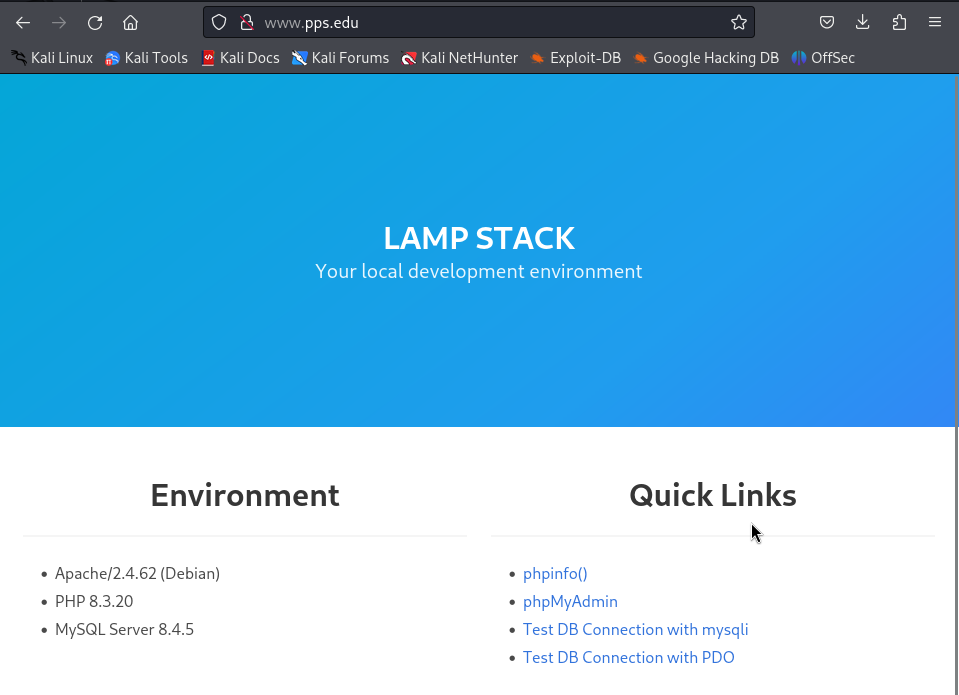 www.pps.edu
Kali Linux Kali Tools Kali Docs Kali Forums Kali NetHunter Exploit-DB Google Hacking DB OffSec
LAMP STACK
Your local development environment
Environment
Apache/2.4.62 (Debian)
PHP 8.3.20
MySQL Server 8.4.5
Quick Links
phpinfo()
phpMyAdmin
Test DB Connection with mysqli
Test DB Connection with PDO